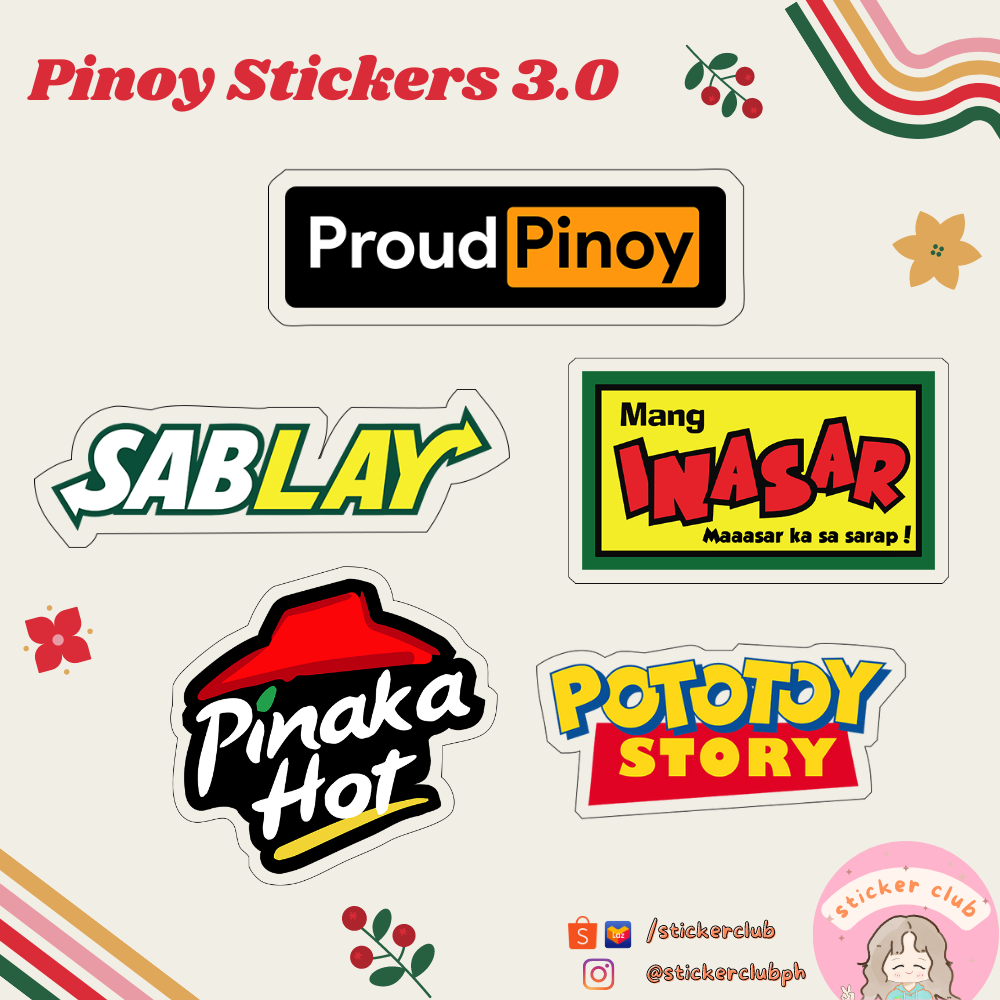 Pinoy Stickers 3.0
Proud Pinoy
SABLAY
Mang
INASAR
Maaasar ka sa sarap!
Pinaka
Hot
POTOTOY
STORY
sticker club
S
Laz
/stickerclub
@stickerclubph